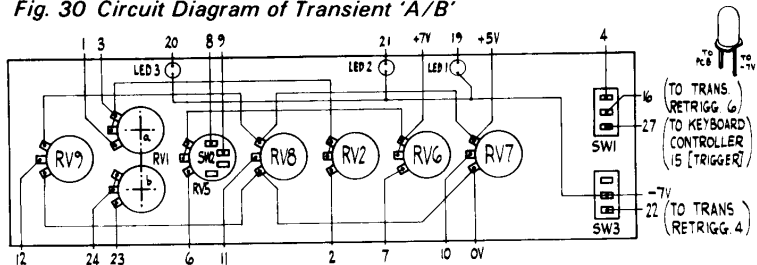 Fig. 30 Circuit Diagram of Transient 'A/B'
1 3 20 8 9 21 +7V 19 +5V 4
TO PCB TO -7V
LED 3 LED 2 LED 1
16 (TO TRANS. RETRIGG. 6)
27 (TO KEYBOARD CONTROLLER 15 [TRIGGER])
SW1
a
RV9 RV1 SW2 RV8 RV2 RV6 RV7
b
RV5
-7V
22 (TO TRANS RETRIGG. 4)
SW3
12 24 23 6 11 2 7 10 0V